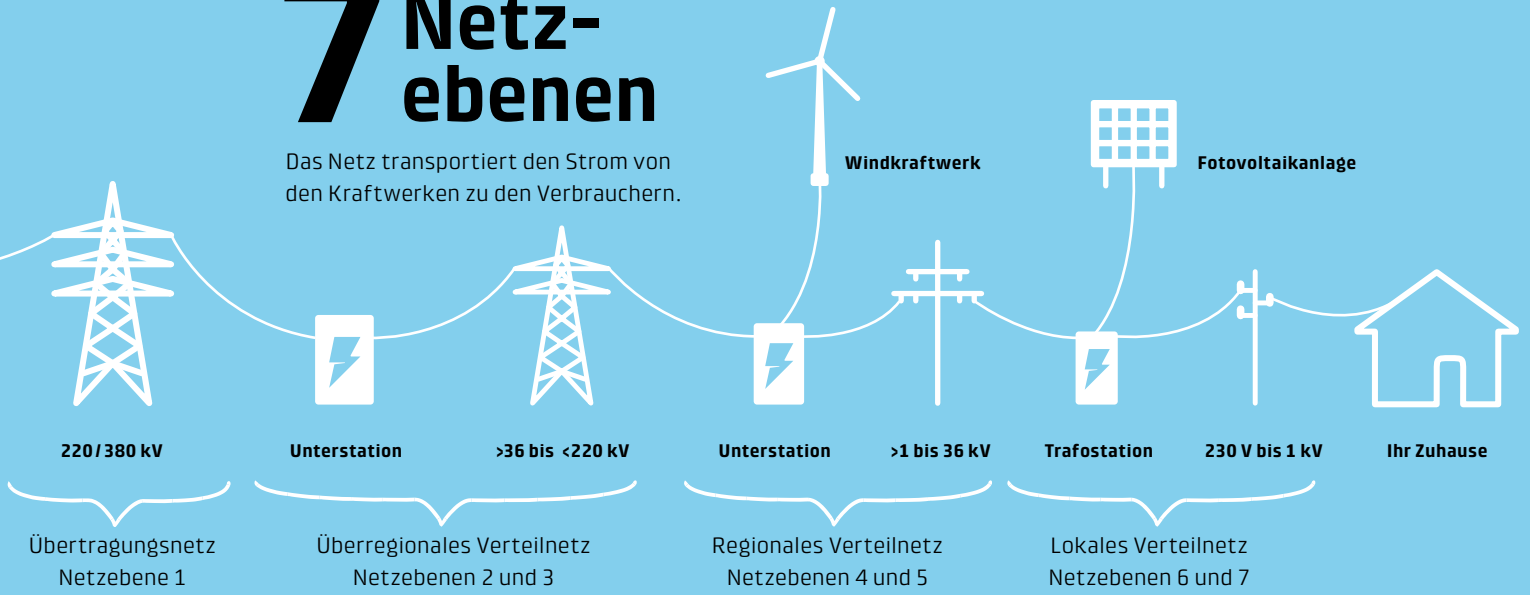 7 Netz-
ebenen
Das Netz transportiert den Strom von
den Kraftwerken zu den Verbrauchern.
Windkraftwerk
Fotovoltaikanlage
220/380 kV
Unterstation
>36 bis <220 kV
Unterstation
>1 bis 36 kV
Trafostation
230 V bis 1 kV
Ihr Zuhause
Übertragungsnetz
Netzebene 1
Überregionales Verteilnetz
Netzebenen 2 und 3
Regionales Verteilnetz
Netzebenen 4 und 5
Lokales Verteilnetz
Netzebenen 6 und 7